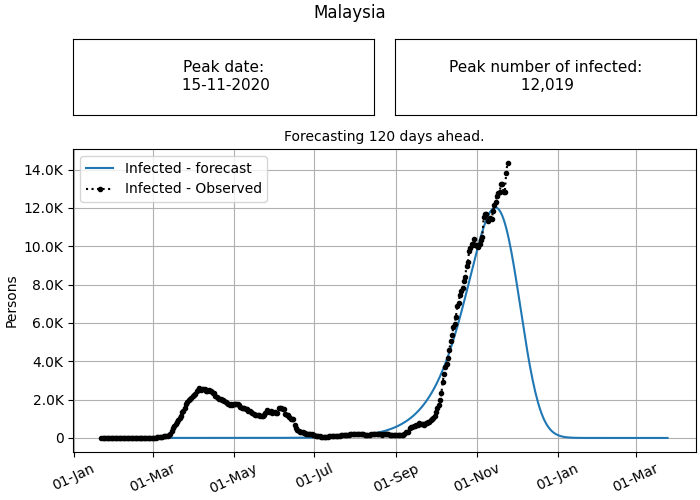 Malaysia
Peak date:
15-11-2020
Peak number of infected:
12,019
Forecasting 120 days ahead.
Infected - forecast
Infected - Observed
14.0K
12.0K
10.0K
8.0K
6.0K
4.0K
2.0K
0
Persons
01-Jan
01-Mar
01-May
01-Jul
01-Sep
01-Nov
01-Jan
01-Mar